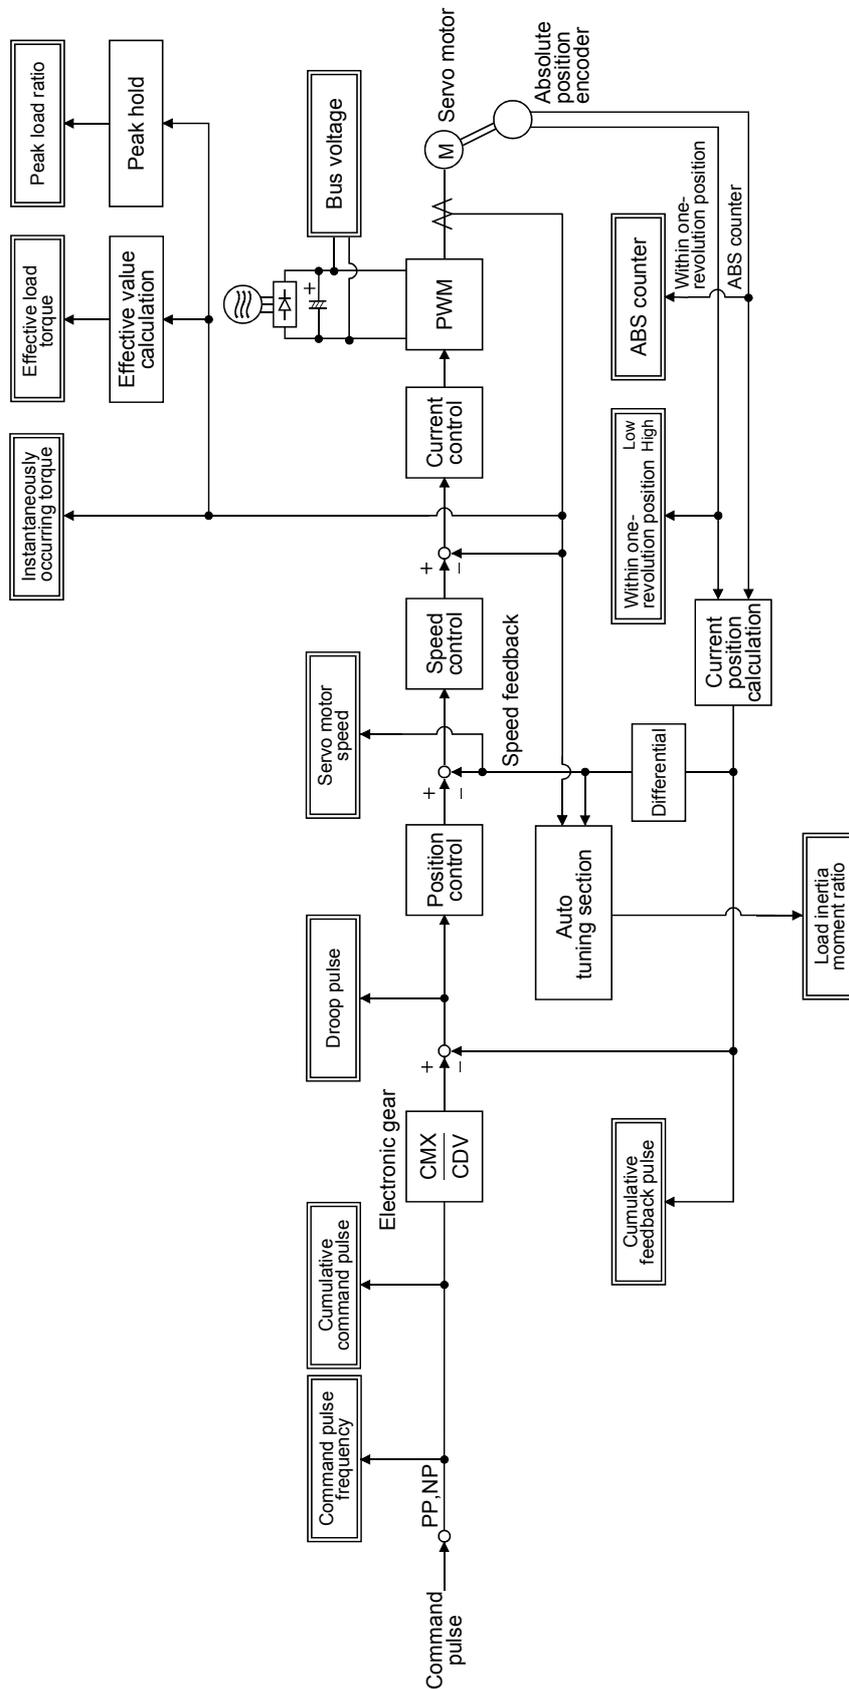 Peak load ratio
Peak hold
Effective load
torque
Effective value
calculation
Instantaneously
occurring torque
Bus voltage
Servo motor
M
Absolute
position
encoder
PWM
Current
control
+
+
−
Speed
control
Servo motor
speed
Speed feedback
+
−
Position
control
Droop pulse
+
−
Electronic gear
CMX
CDV
Cumulative
command pulse
Command pulse
frequency
PP,NP
Command
pulse
Within one-
revolution position
ABS counter
ABS counter
Within one-
revolution position
Low
High
Current
position
calculation
Differential
Auto
tuning section
Load inertia
moment ratio
Cumulative
feedback pulse